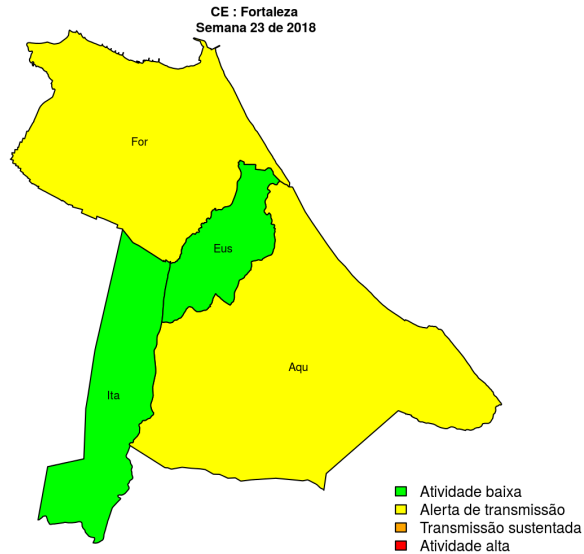 CE : Fortaleza
Semana 23 de 2018
For
Eus
Aqu
Ita
Atividade baixa
Alerta de transmissão
Transmissão sustentada
Atividade alta